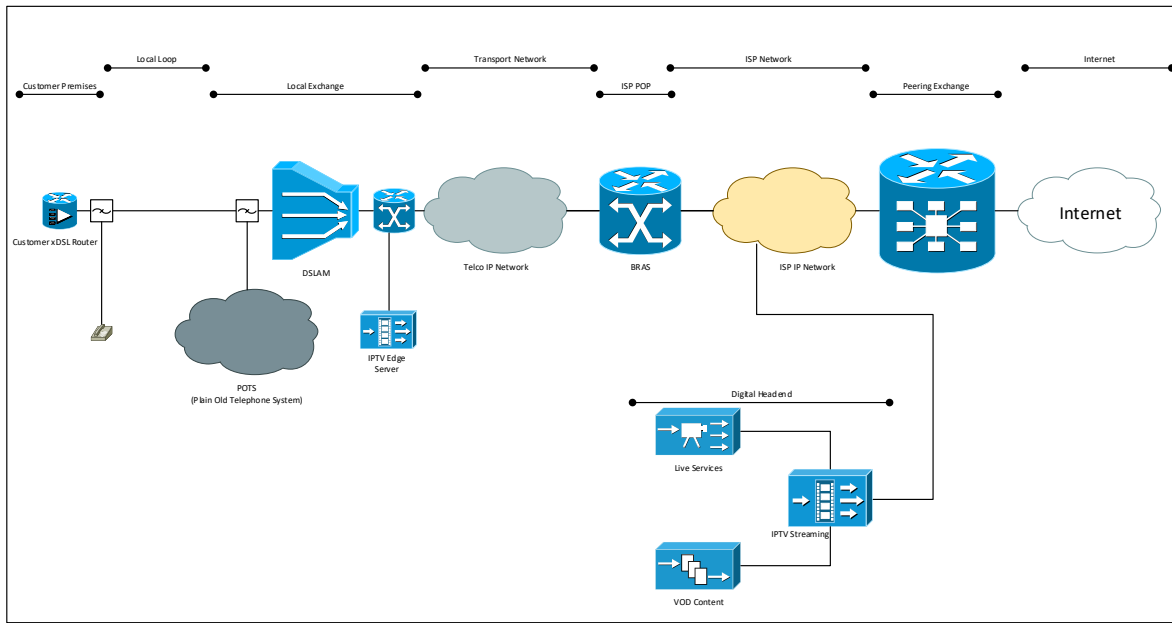 Local Loop
Transport Network
ISP Network
Internet
Customer Premises
Local Exchange
ISP POP
Peering Exchange
Internet
Customer xDSL Router
DSLAM
Telco IP Network
BRAS
ISP IP Network
IPTV Edge
Server
POTS
(Plain Old Telephone System)
Digital Headend
Live Services
IPTV Streaming
VOD Content